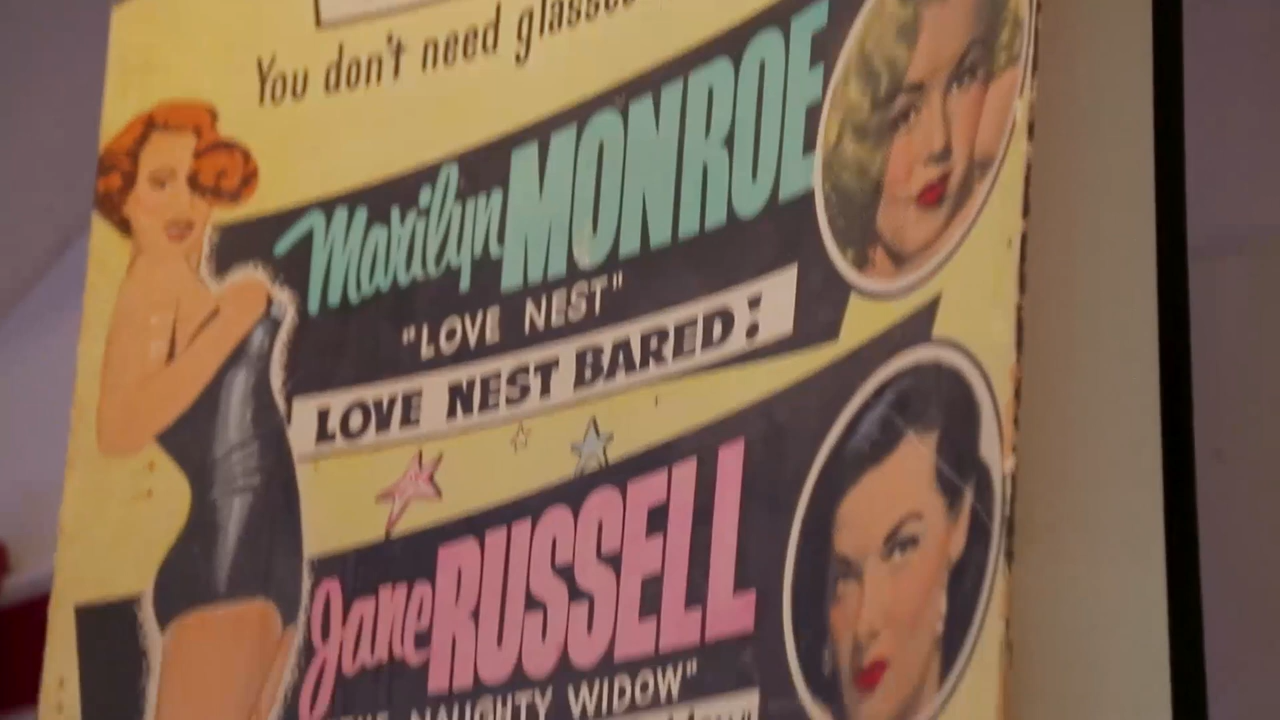 You don't need glasses
Marilyn MONROE
"LOVE NEST"
LOVE NEST BARED!
Jane RUSSELL
NAUGHTY WIDOW"